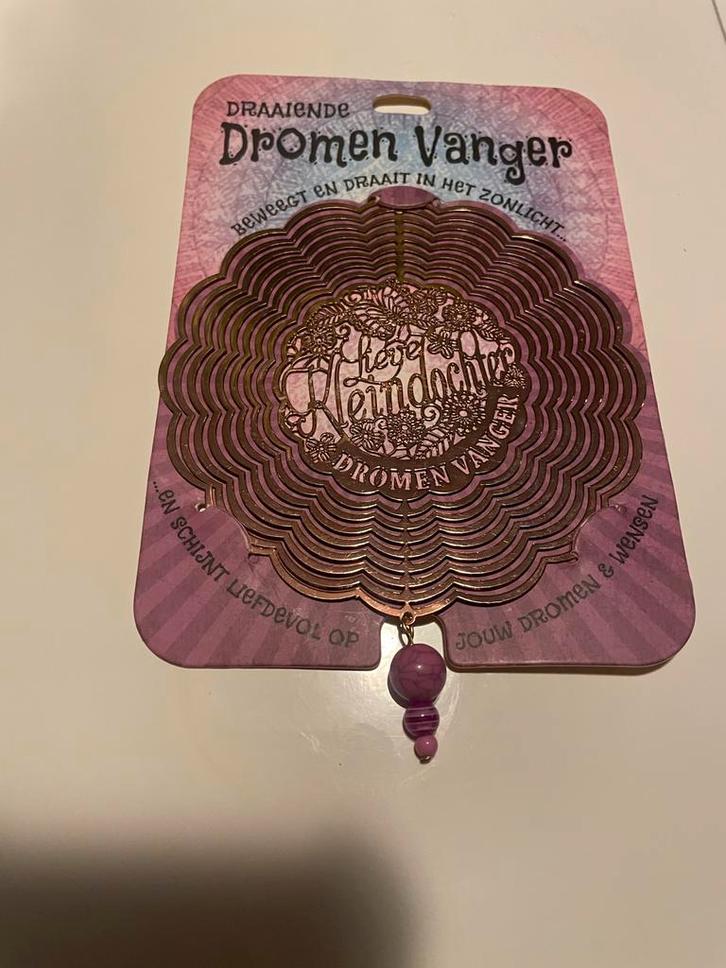 DRAAIENDE
Dromen Vanger
BEWEEGT EN DRAAIT IN HET ZONLICHT...
Lieve
Kleindochter
DROMEN VANGER
...EN SCHIJNT LIEFDEVOL OP
JOUW DROMEN & WENSEN